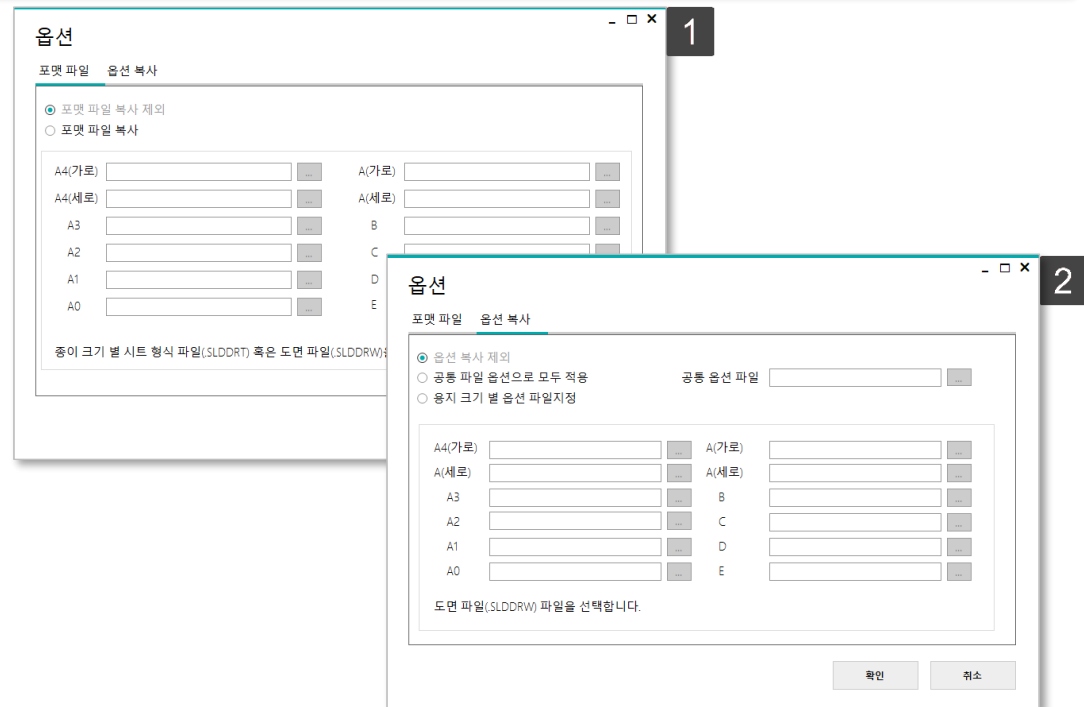 1
옵션
포맷 파일 옵션 복사
포맷 파일 복사 제외
포맷 파일 복사
A4(가로) ... A(가로) ...
A4(세로) ... A(세로) ...
A3 ... B ...
A2 ... C
A1 ... D
A0 ... E
종이 크기 별 시트 형식 파일(.SLDDRT) 혹은 도면 파일(.SLDDRW)
2
옵션
포맷 파일 옵션 복사
옵션 복사 제외
공통 파일 옵션으로 모두 적용 공통 옵션 파일 ...
용지 크기 별 옵션 파일지정
A4(가로) ... A(가로) ...
A(세로) ... A(세로) ...
A3 ... B ...
A2 ... C ...
A1 ... D ...
A0 ... E ...
도면 파일(.SLDDRW) 파일을 선택합니다.
확인 취소